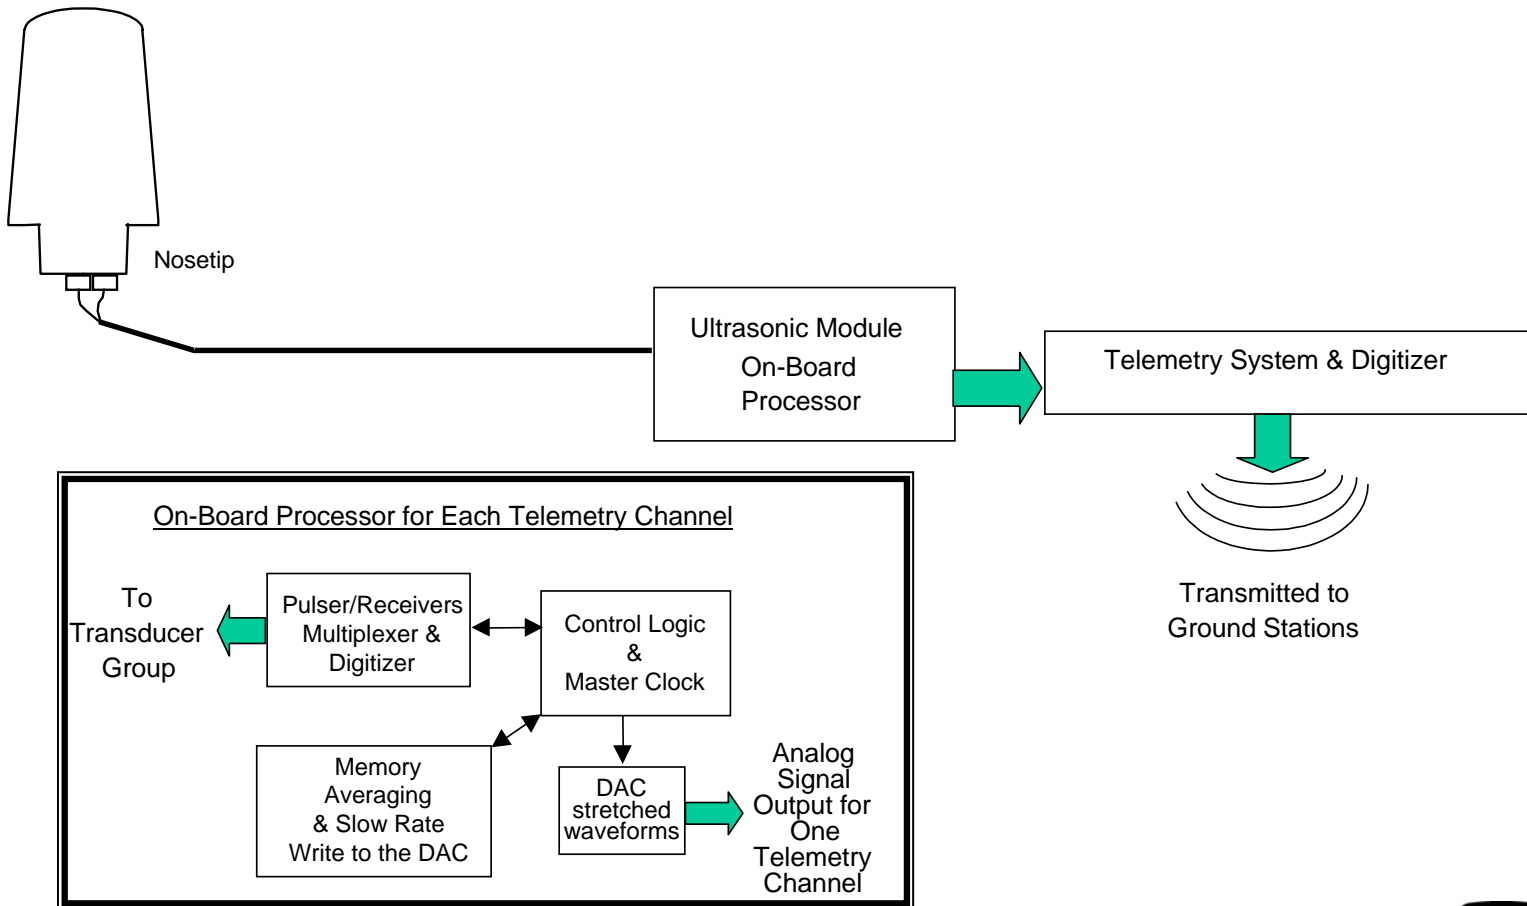 Nosetip
Ultrasonic Module
On-Board
Processor
Telemetry System & Digitizer
Transmitted to
Ground Stations
On-Board Processor for Each Telemetry Channel
To
Transducer
Group
Pulser/Receivers
Multiplexer &
Digitizer
Control Logic
&
Master Clock
Memory
Averaging
& Slow Rate
Write to the DAC
DAC
stretched
waveforms
Analog
Signal
Output for
One
Telemetry
Channel